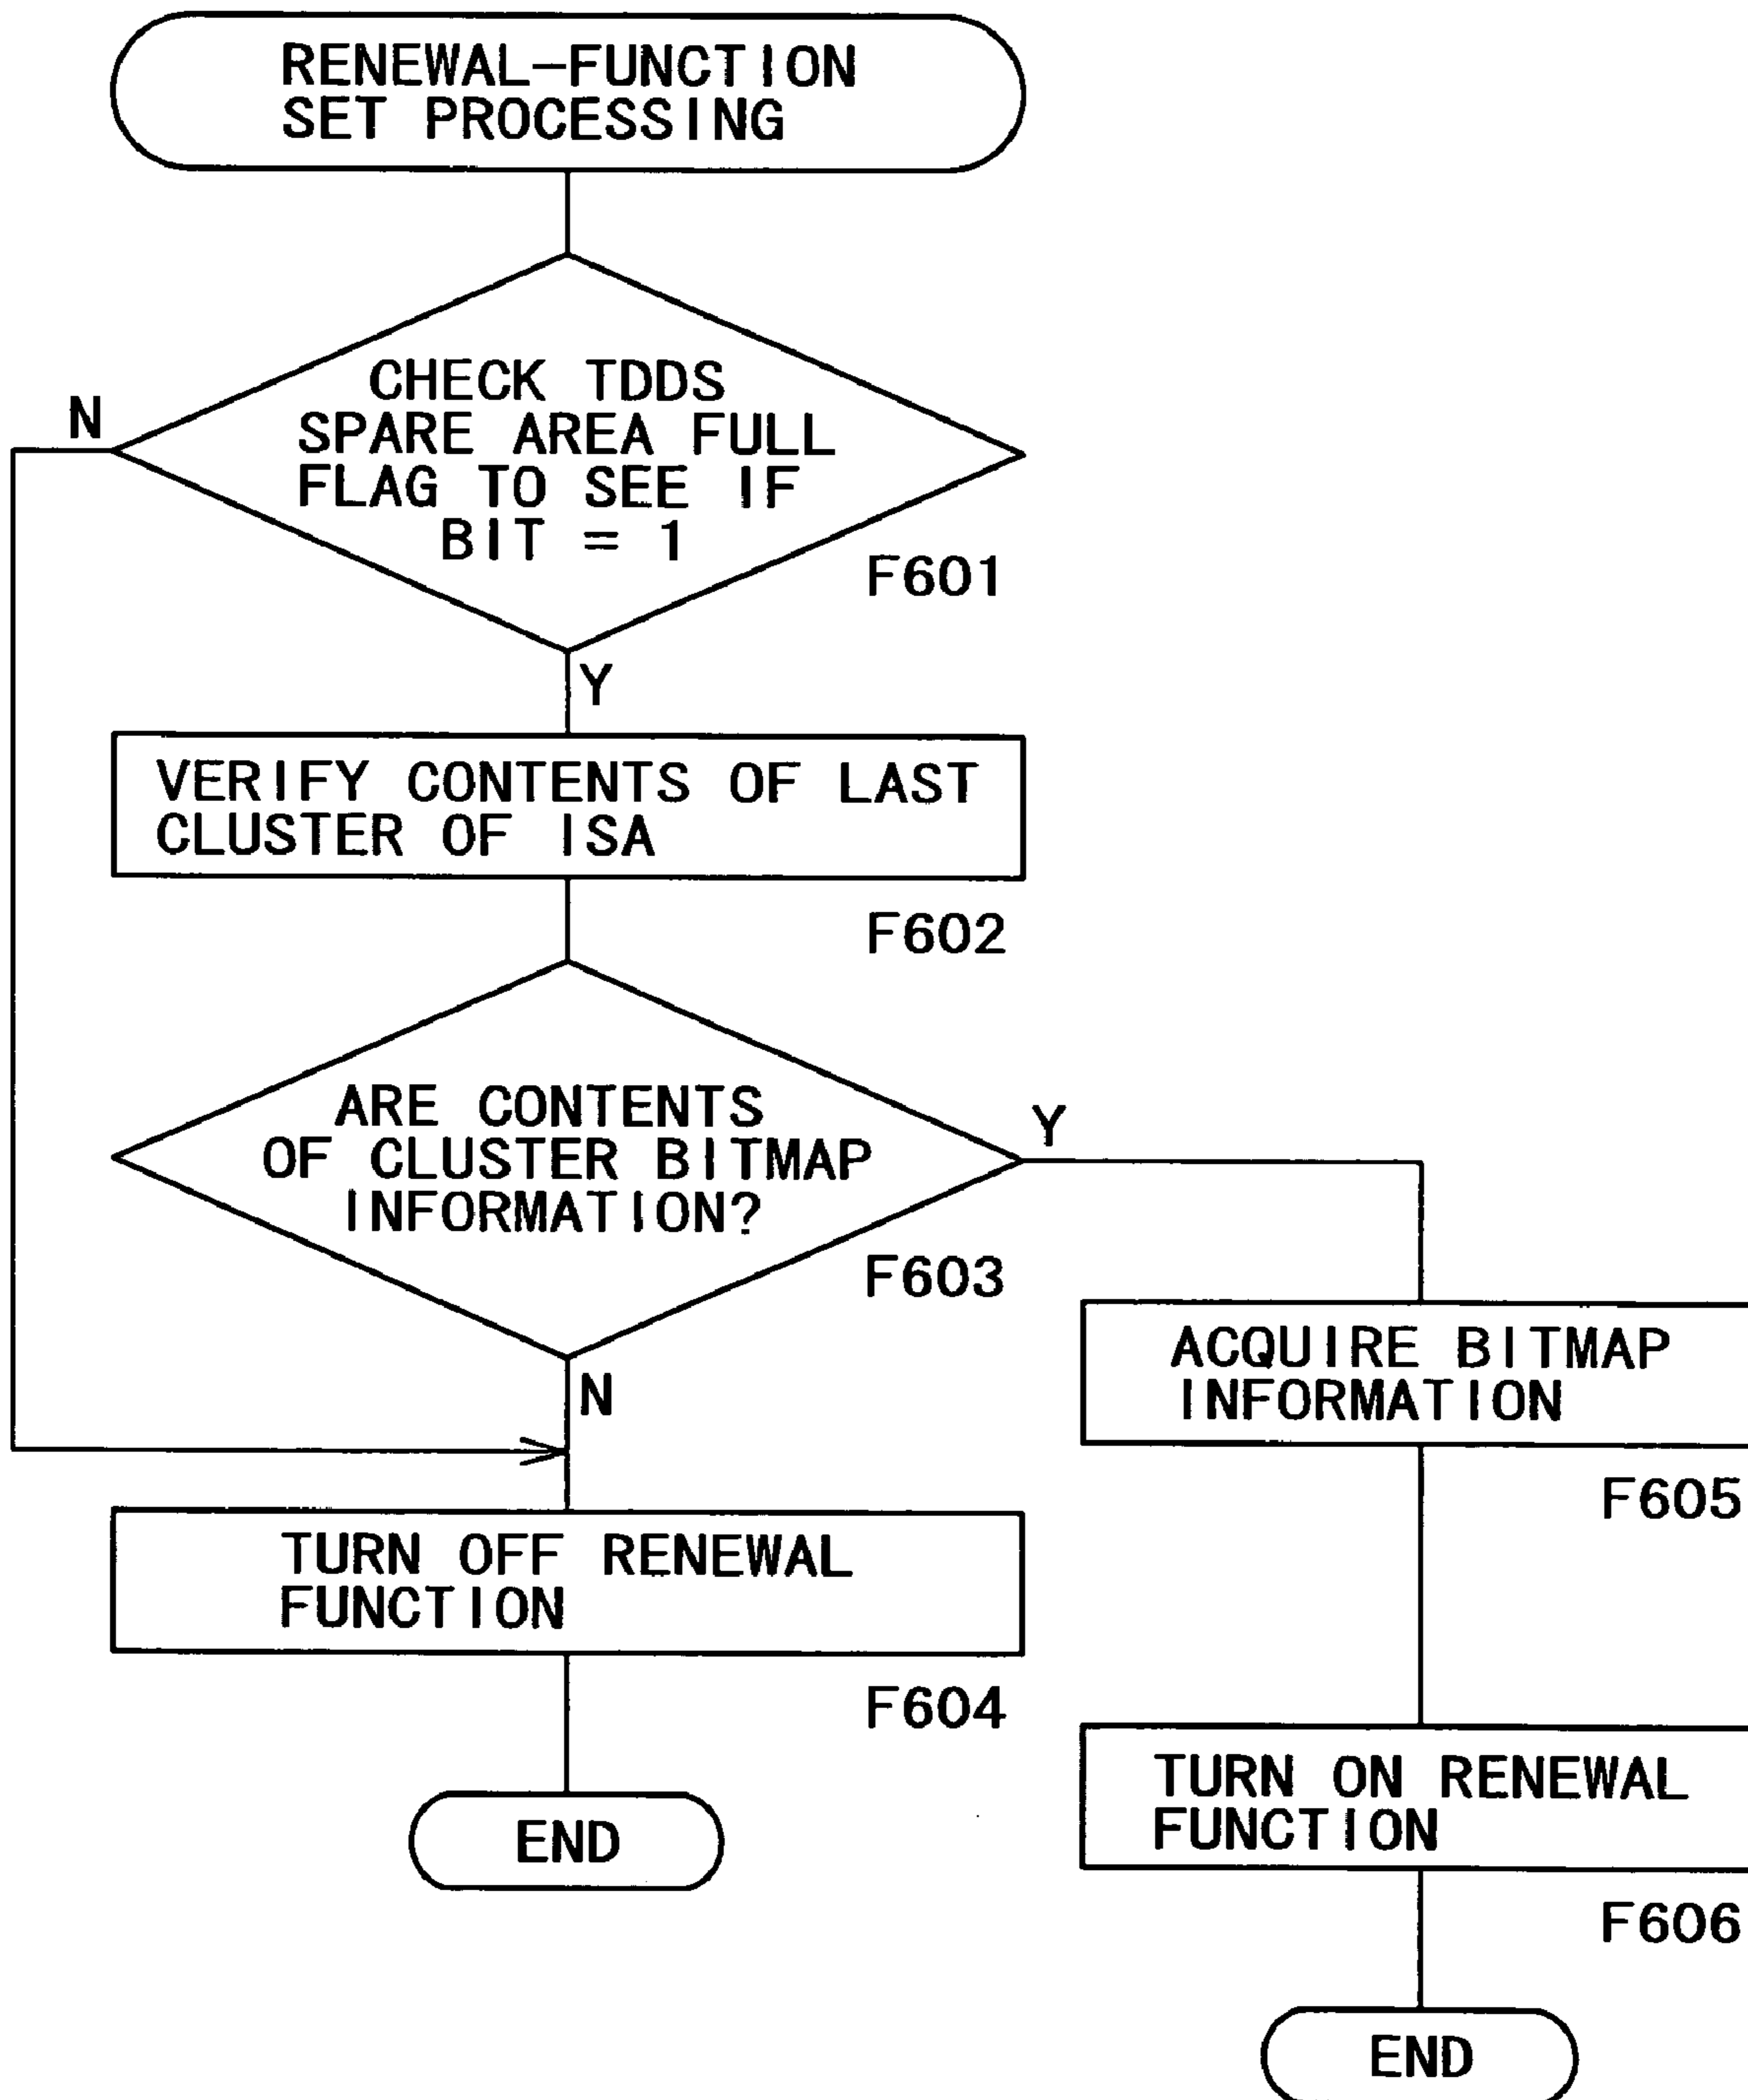 RENEWAL-FUNCTION
SET PROCESSING
CHECK TDDS
SPARE AREA FULL
FLAG TO SEE IF
BIT = 1
N
F601
Y
VERIFY CONTENTS OF LAST
CLUSTER OF ISA
F602
ARE CONTENTS
OF CLUSTER BITMAP
INFORMATION?
Y
F603
N
ACQUIRE BITMAP
INFORMATION
F605
TURN OFF RENEWAL
FUNCTION
F604
END
TURN ON RENEWAL
FUNCTION
F606
END